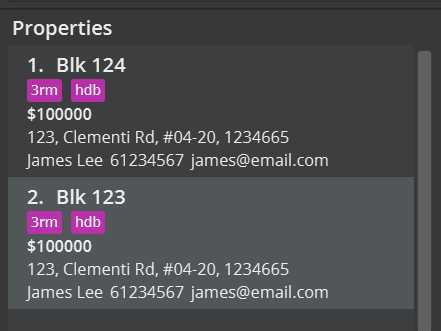 Properties
1. Blk 124
3rm hdb
$100000
123, Clementi Rd, #04-20, 1234665
James Lee 61234567 james@email.com
2. Blk 123
3rm hdb
$100000
123, Clementi Rd, #04-20, 1234665
James Lee 61234567 james@email.com